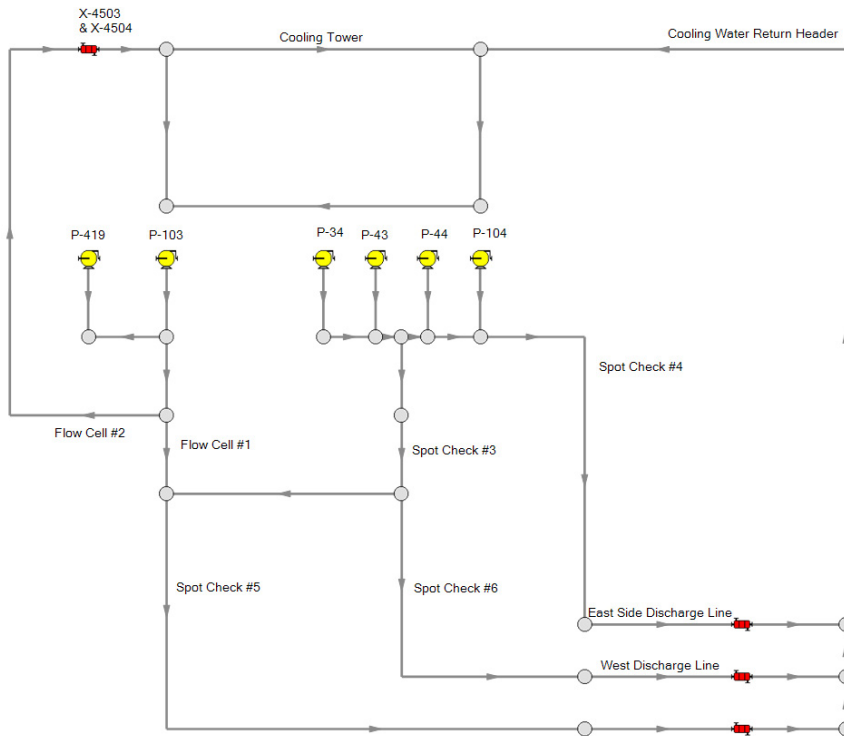 X-4503
& X-4504
Cooling Tower
Cooling Water Return Header
P-419
P-103
P-34
P-43
P-44
P-104
Spot Check #4
Flow Cell #2
Flow Cell #1
Spot Check #3
Spot Check #5
Spot Check #6
East Side Discharge Line
West Discharge Line